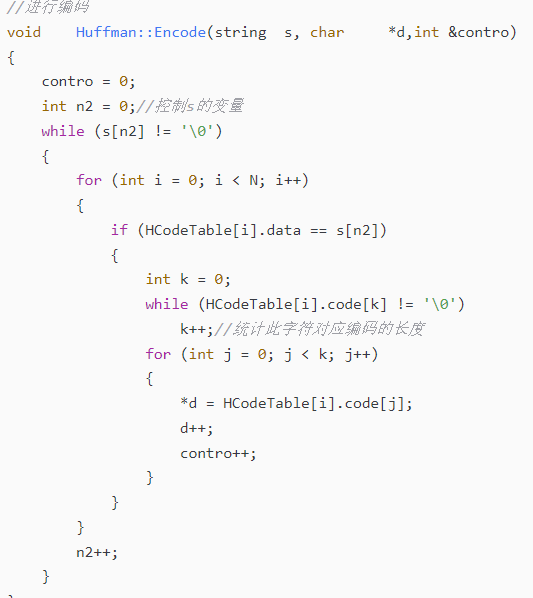 //进行编码
void    Huffman::Encode(string  s, char     *d,int &contro)
{
    contro = 0;
    int n2 = 0;//控制s的变量
    while (s[n2] != '\0')
    {
        for (int i = 0; i < N; i++)
        {
            if (HCodeTable[i].data == s[n2])
            {
                int k = 0;
                while (HCodeTable[i].code[k] != '\0')
                    k++;//统计此字符对应编码的长度
                for (int j = 0; j < k; j++)
                {
                    *d = HCodeTable[i].code[j];
                    d++;
                    contro++;
                }
            }
        }
        n2++;
    }
}